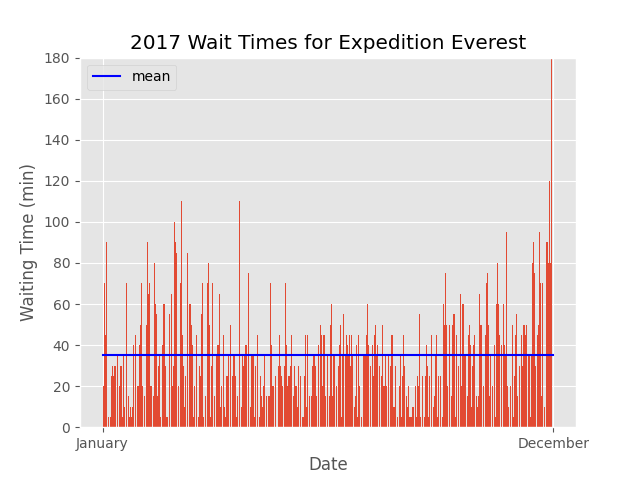 2017 Wait Times for Expedition Everest
mean
180
160
140
120
100
80
60
40
20
0
Waiting Time (min)
January
December
Date